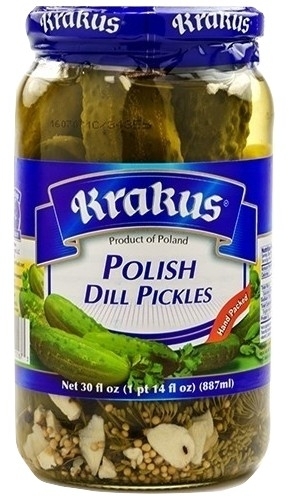 Krakus
Krakus®
Product of Poland
POLISH
DILL PICKLES
Hand Packed
Net 30 fl oz (1 pt 14 fl oz) (887ml)